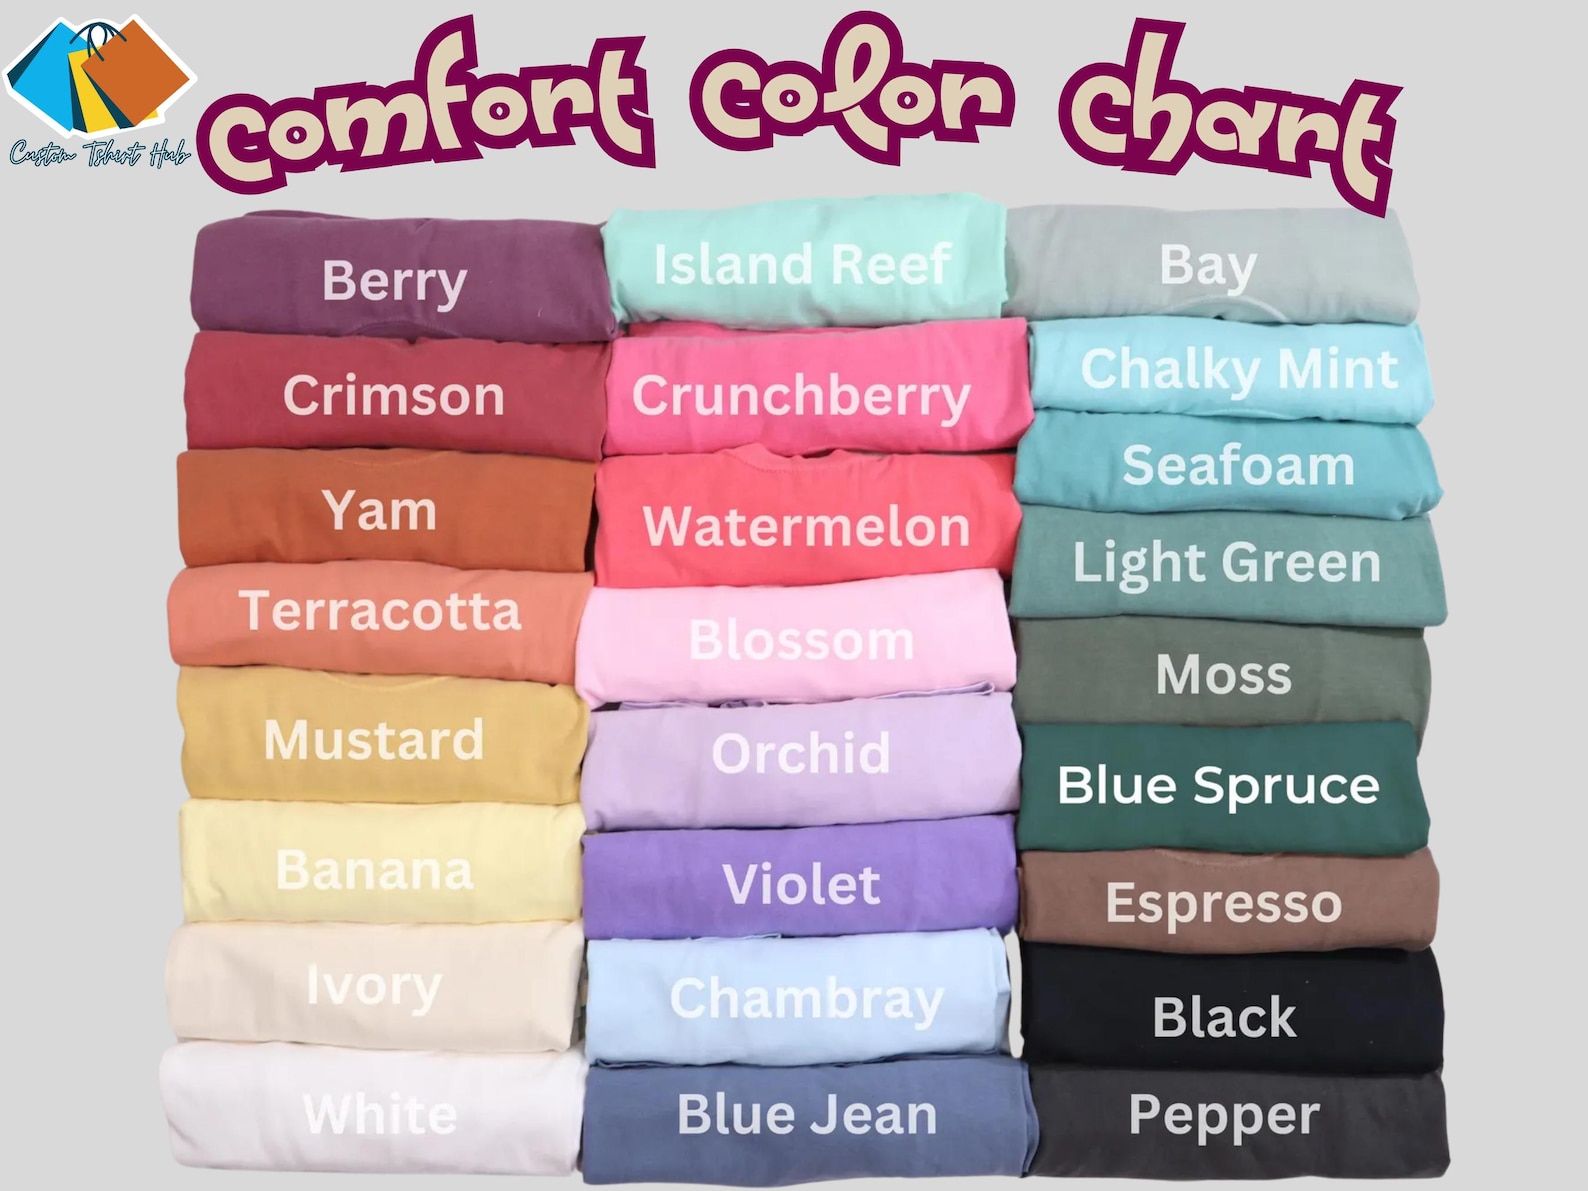 Custom Tshirt Hub
comfort color chart
Berry
Crimson
Yam
Terracotta
Mustard
Banana
Ivory
White
Island Reef
Crunchberry
Watermelon
Blossom
Orchid
Violet
Chambray
Blue Jean
Bay
Chalky Mint
Seafoam
Light Green
Moss
Blue Spruce
Espresso
Black
Pepper